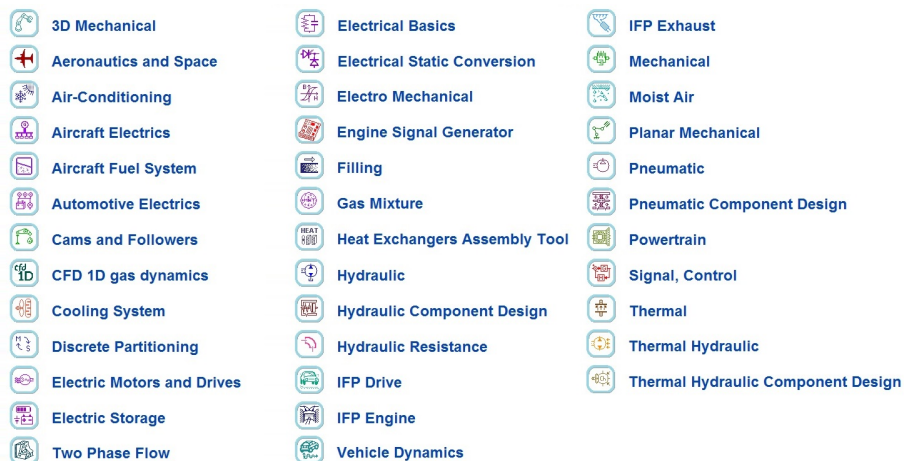 3D Mechanical
Aeronautics and Space
Air-Conditioning
Aircraft Electrics
Aircraft Fuel System
Automotive Electrics
Cams and Followers
cfd
1D
CFD 1D gas dynamics
Cooling System
M
S
Discrete Partitioning
Electric Motors and Drives
Electric Storage
Two Phase Flow
Electrical Basics
Electrical Static Conversion
B
H
Electro Mechanical
Engine Signal Generator
Filling
Gas Mixture
HEAT
Heat Exchangers Assembly Tool
Hydraulic
Hydraulic Component Design
Hydraulic Resistance
IFP Drive
IFP Engine
Vehicle Dynamics
IFP Exhaust
Mechanical
Moist Air
Planar Mechanical
Pneumatic
Pneumatic Component Design
Powertrain
Signal, Control
Thermal
Thermal Hydraulic
Thermal Hydraulic Component Design